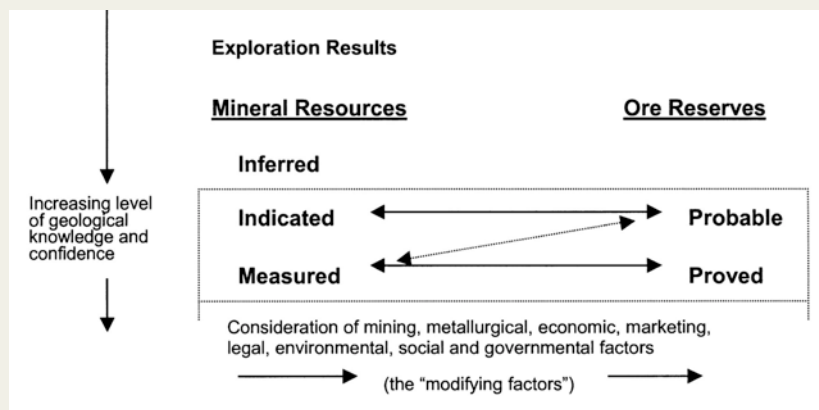 Exploration Results
Mineral Resources
Ore Reserves
Inferred
Increasing level
of geological
knowledge and
confidence
Indicated
Probable
Measured
Proved
Consideration of mining, metallurgical, economic, marketing,
legal, environmental, social and governmental factors
(the “modifying factors”)